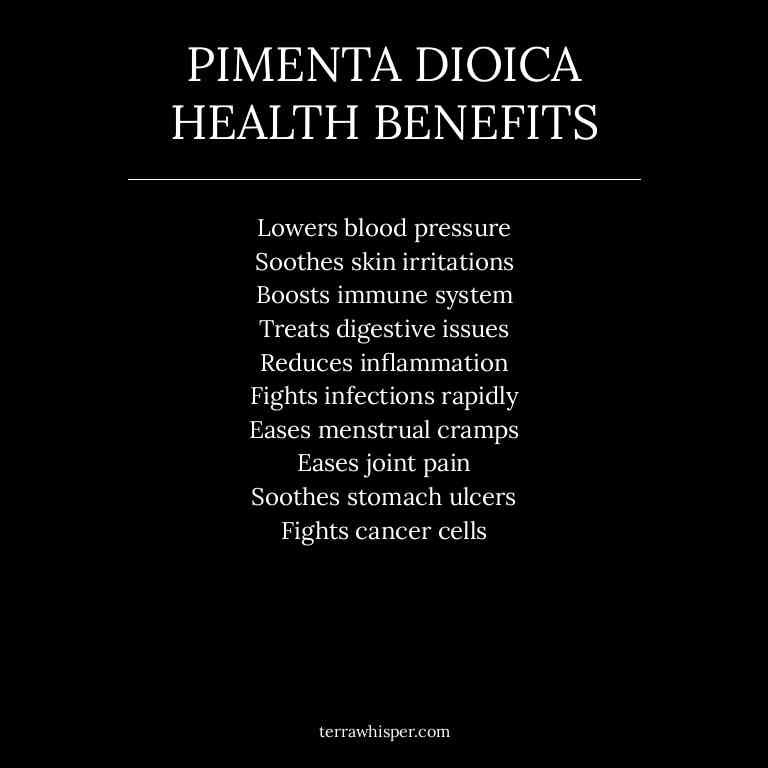 PIMENTA DIOICA
HEALTH BENEFITS
Lowers blood pressure
Soothes skin irritations
Boosts immune system
Treats digestive issues
Reduces inflammation
Fights infections rapidly
Eases menstrual cramps
Eases joint pain
Soothes stomach ulcers
Fights cancer cells
terrawhisper.com